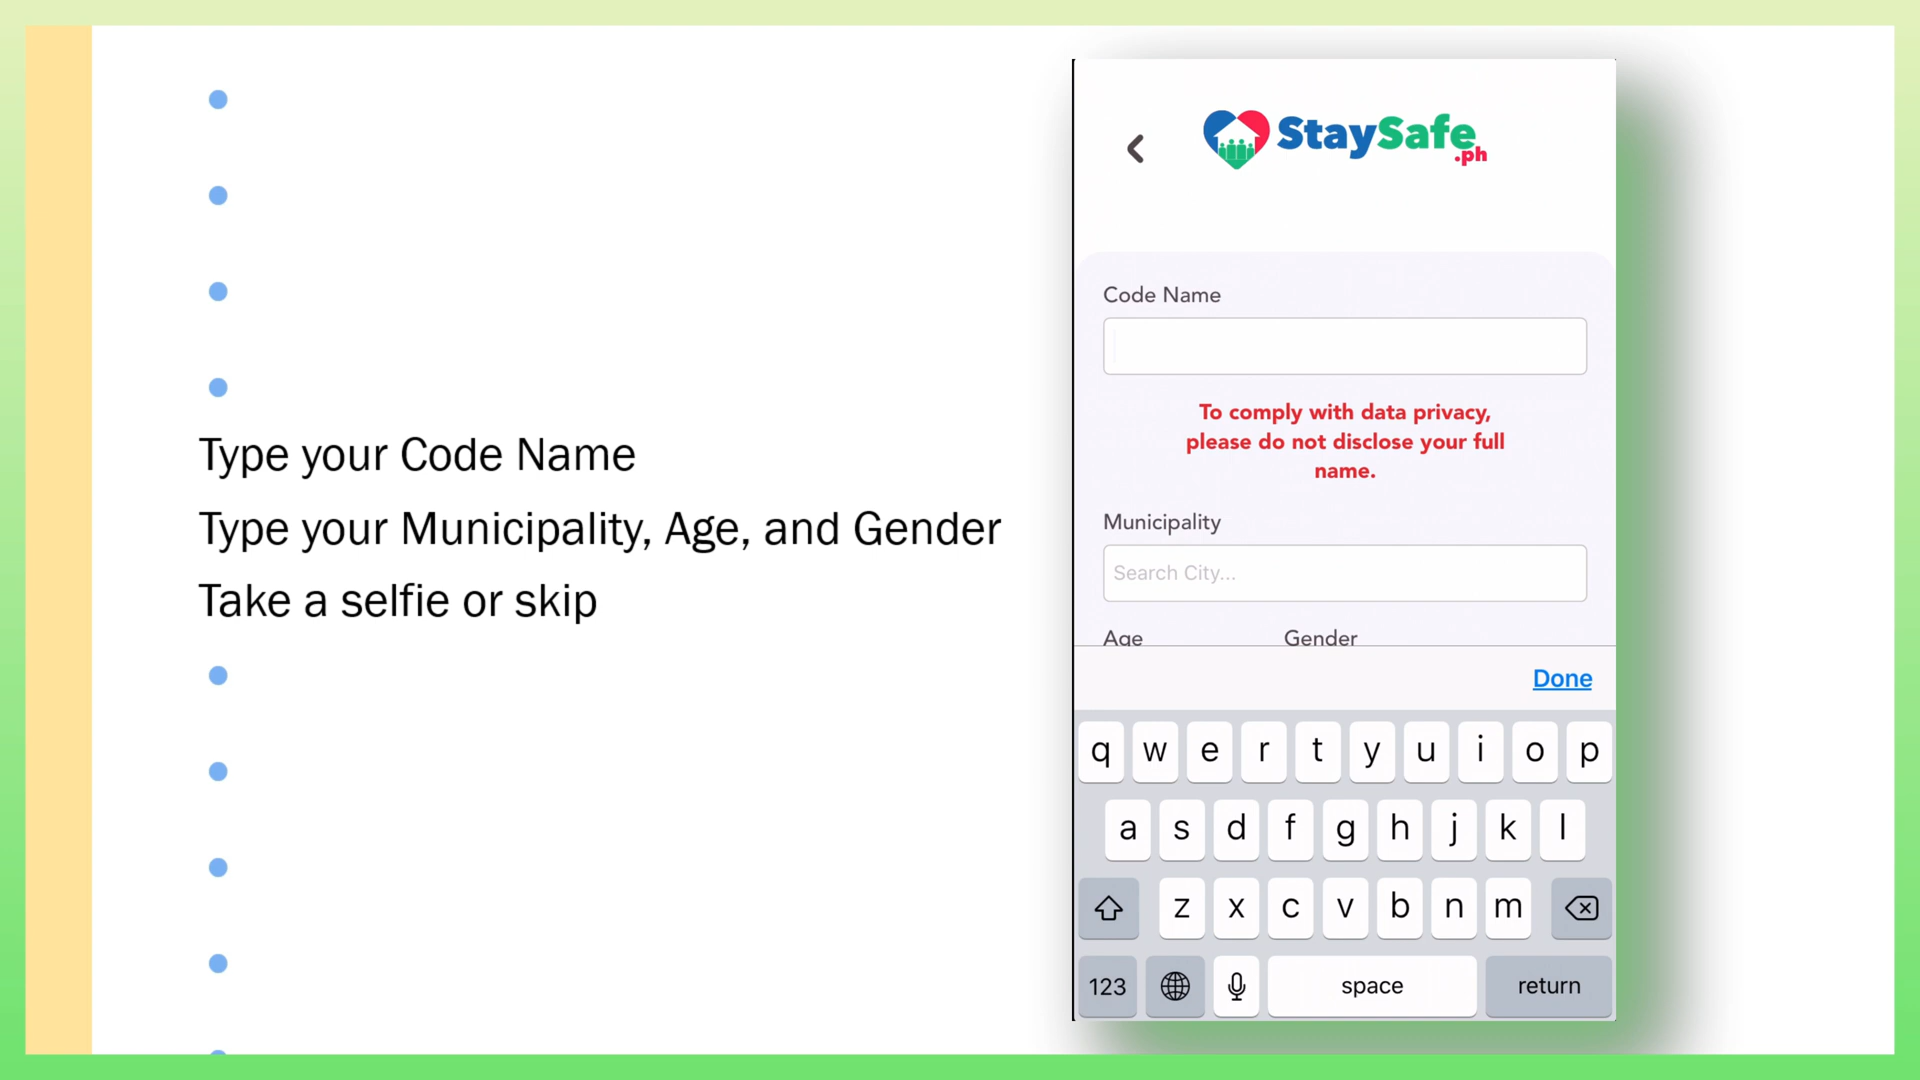 Type your Code Name
Type your Municipality, Age, and Gender
Take a selfie or skip
StaySafe
.ph
Code Name
To comply with data privacy,
please do not disclose your full
name.
Municipality
Search City...
Age Gender
Done
q w e r t y u i o p
a s d f g h j k l
z x c v b n m
123 space return